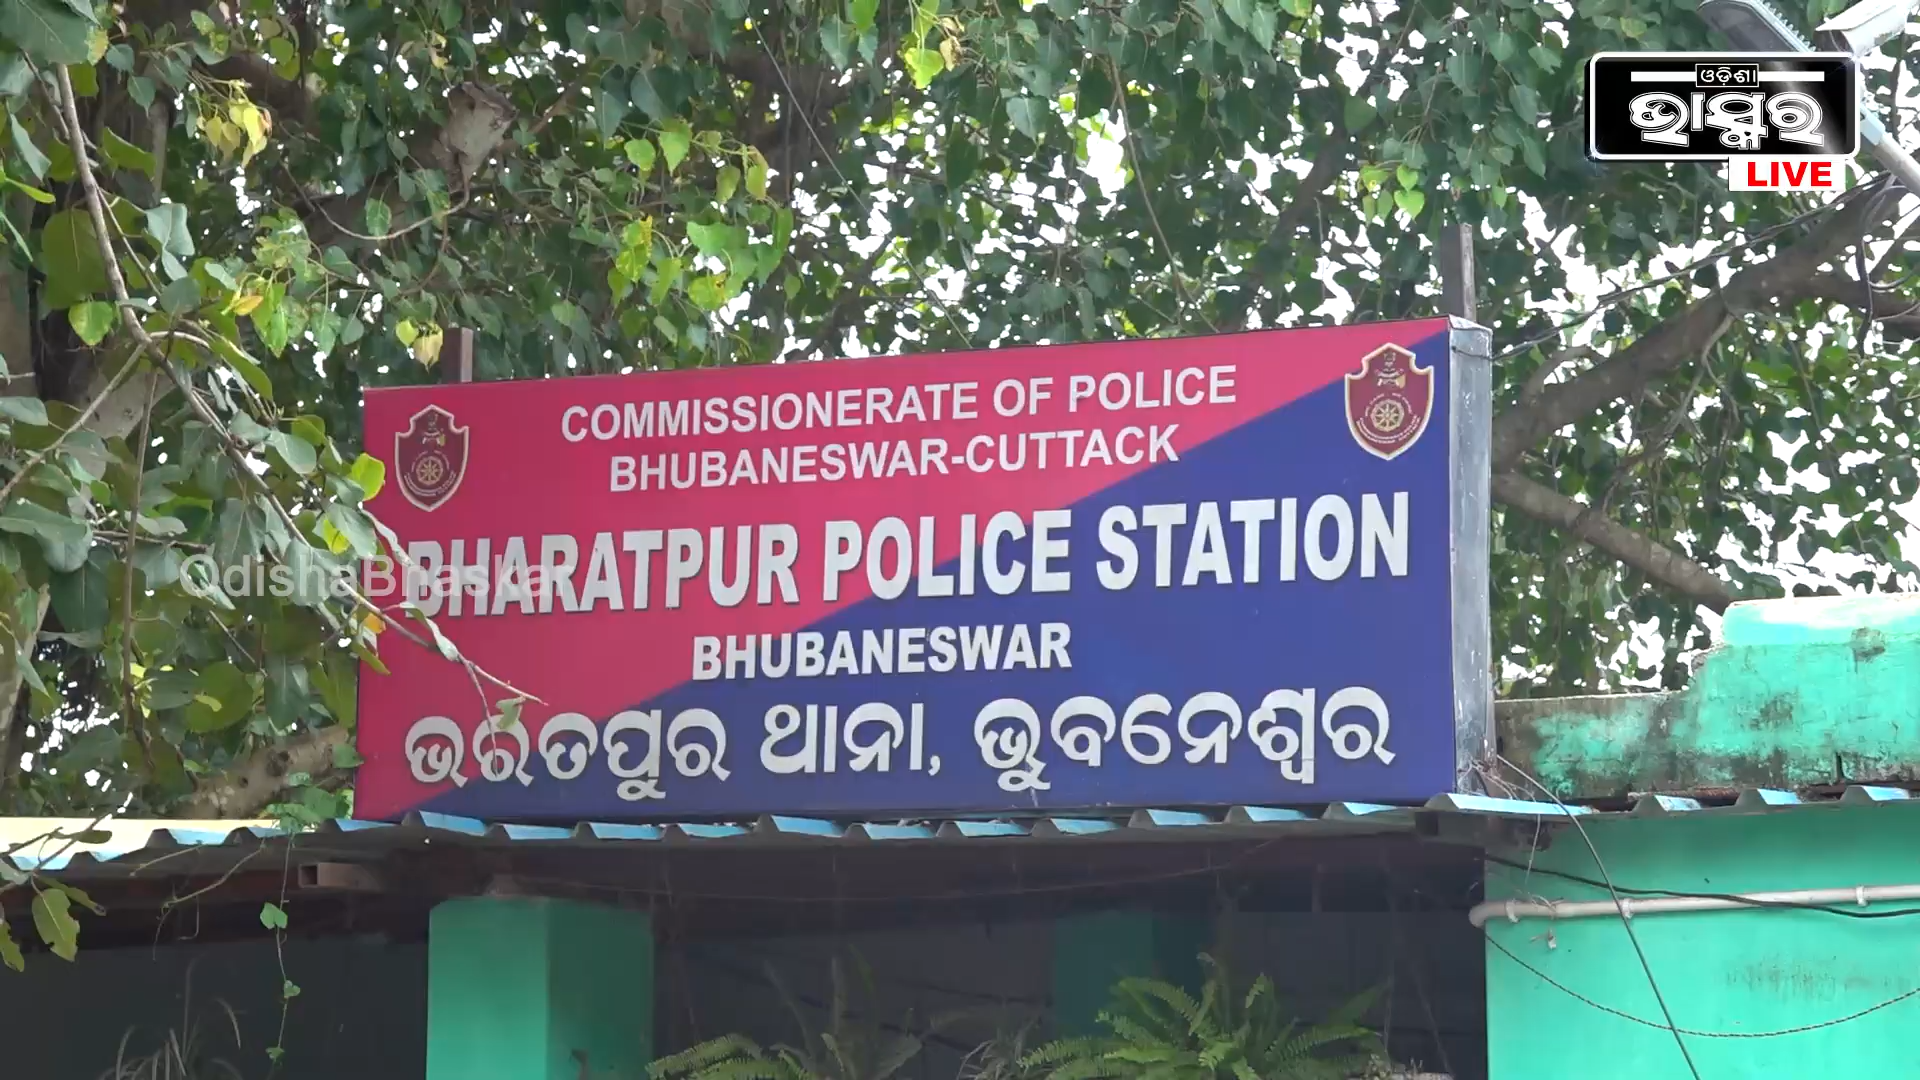 ଓଡ଼ିଶା
ଭାସ୍କର
LIVE
COMMISSIONERATE OF POLICE
BHUBANESWAR-CUTTACK
BHARATPUR POLICE STATION
OdishaBhaskar
BHUBANESWAR
ଭରତପୁର ଥାନା, ଭୁବନେଶ୍ୱର